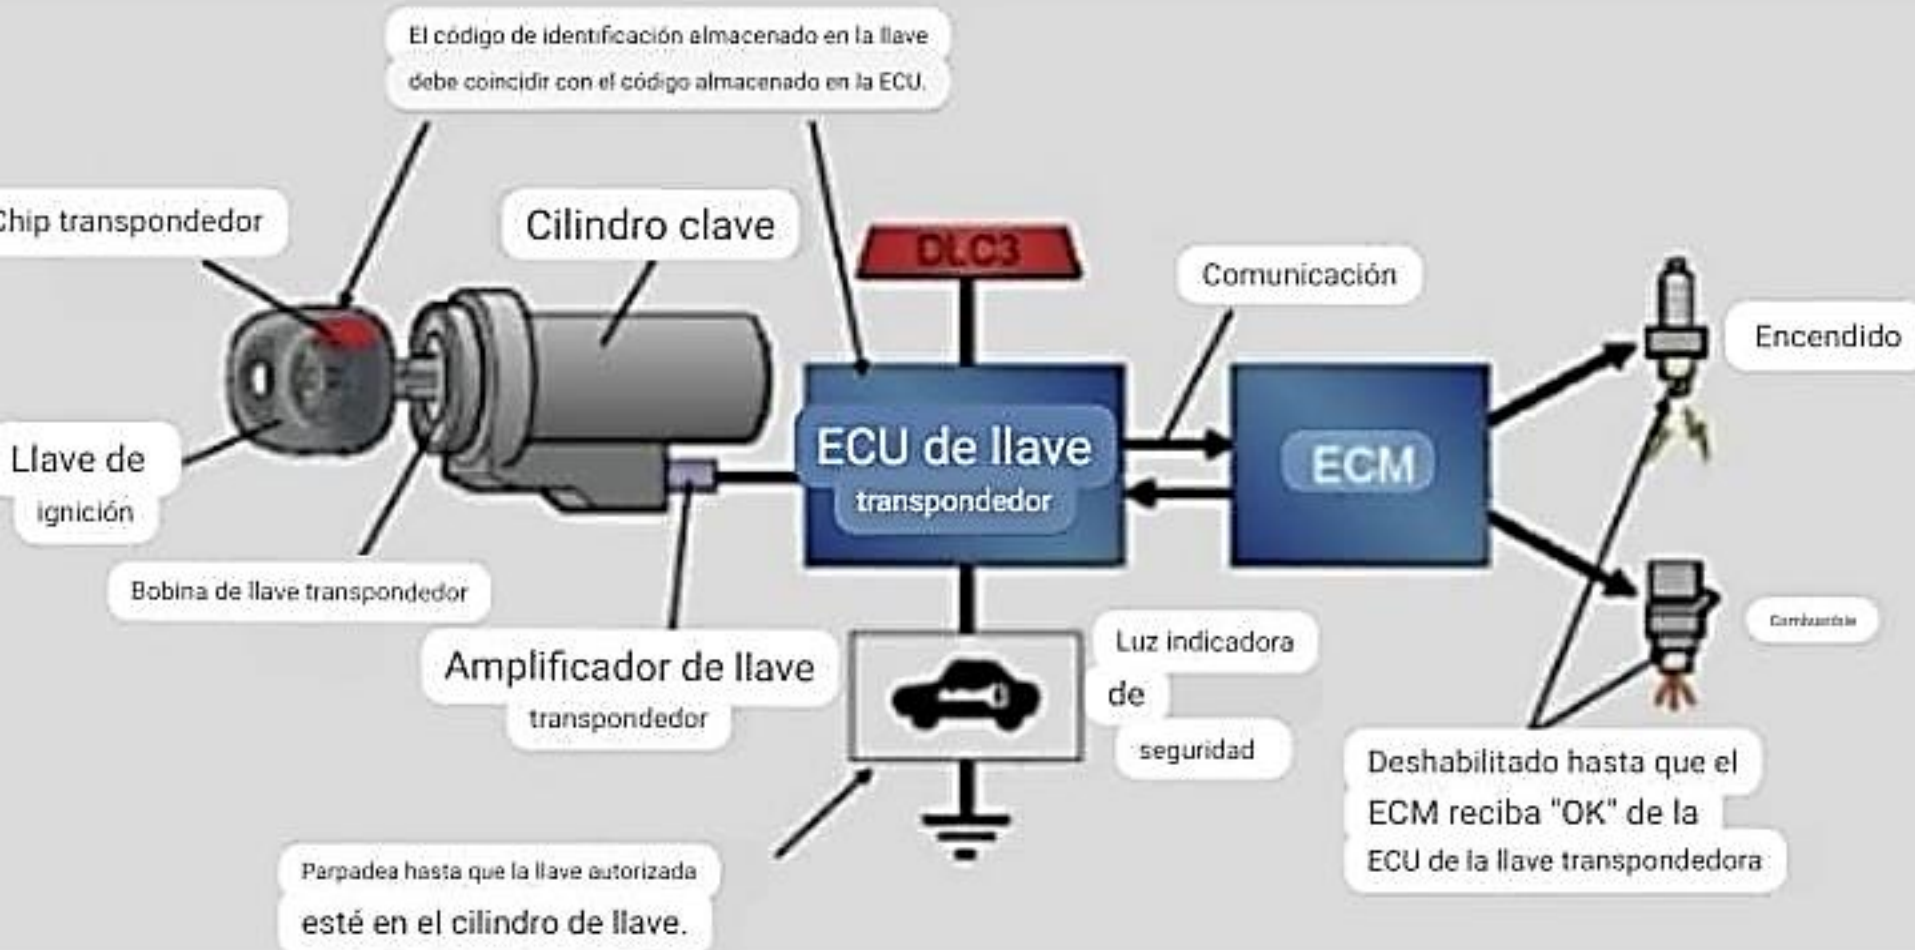 El código de identificación almacenado en la llave
debe coincidir con el código almacenado en la ECU.
Chip transpondedor
Cilindro clave
DLC3
Comunicación
Encendido
Llave de
ignición
ECU de llave
transpondedor
ECM
Bobina de llave transpondedor
Amplificador de llave
transpondedor
Luz indicadora
de
seguridad
Combustible
Deshabilitado hasta que el
ECM reciba "OK" de la
ECU de la llave transpondedora
Parpadea hasta que la llave autorizada
esté en el cilindro de llave.